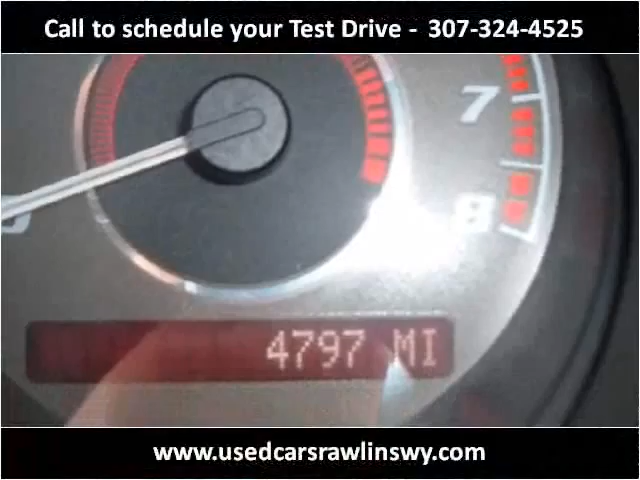 Call to schedule your Test Drive - 307-324-4525
7
8
4797 MI
www.usedcarsrawlinswy.com